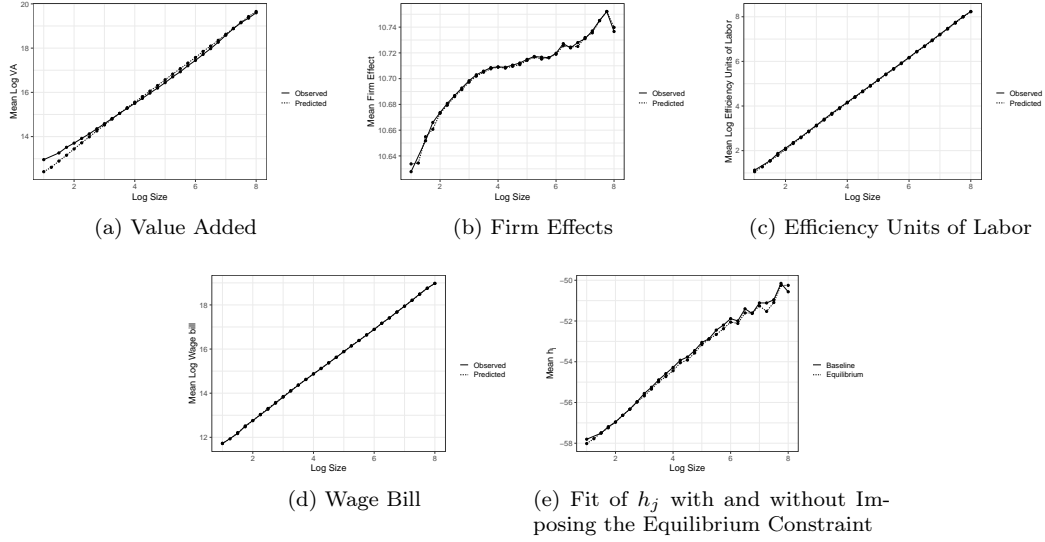 20
18
16
14
2
4
6
8
Mean Log VA
Log Size
Observed
Predicted
(a) Value Added
10.74
10.72
10.70
10.68
10.66
10.64
2
4
6
8
Mean Firm Effect
Log Size
Observed
Predicted
(b) Firm Effects
8
6
4
2
2
4
6
8
Mean Log Efficiency Units of Labor
Log Size
Observed
Predicted
(c) Efficiency Units of Labor
18
16
14
12
2
4
6
8
Mean Log Wage bill
Log Size
Observed
Predicted
(d) Wage Bill
−50
−52
−54
−56
−58
2
4
6
8
Mean hj
Log Size
Baseline
Equilibrium
(e) Fit of hj with and without Im-
posing the Equilibrium Constraint